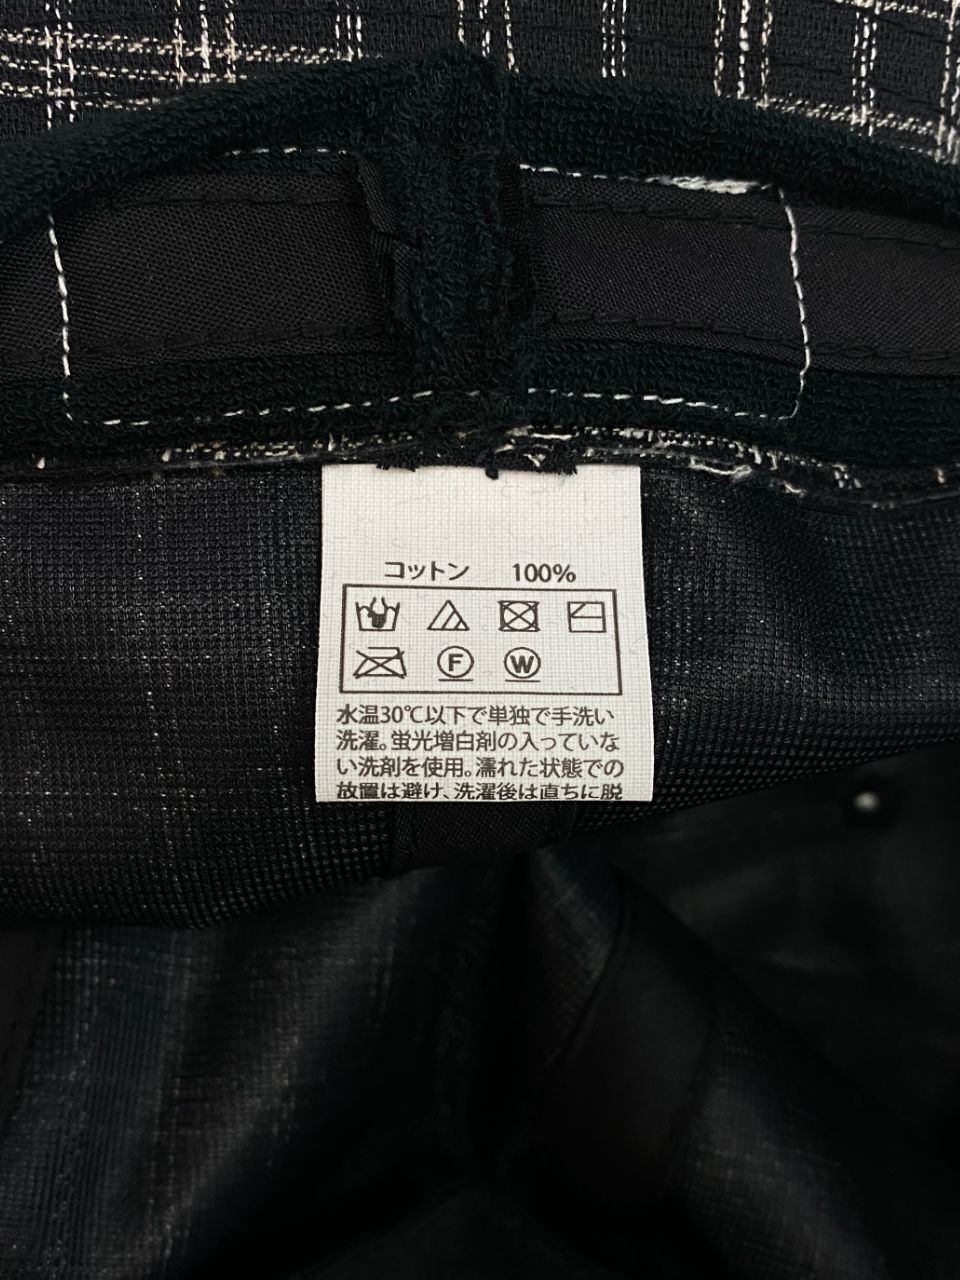 コットン 100%
F W
水温30℃以下で単独で手洗い
洗濯。蛍光増白剤の入っていな
い洗剤を使用。濡れた状態での
放置は避け、洗濯後は直ちに脱